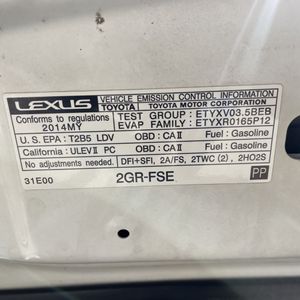 LEXUS VEHICLE EMISSION CONTROL INFORMATION
TOYOTA TOYOTA MOTOR CORPORATION
Conforms to regulations 2014MY
TEST GROUP : ETYXV03.5BEB
EVAP FAMILY : ETYXR0165P12
U.S. EPA : T2B5 LDV OBD : CA II Fuel : Gasoline
California : ULEV II PC OBD : CA II Fuel : Gasoline
No adjustments needed. DFI+SFI, 2A/FS, 2TWC (2), 2HO2S
31E00 2GR-FSE PP